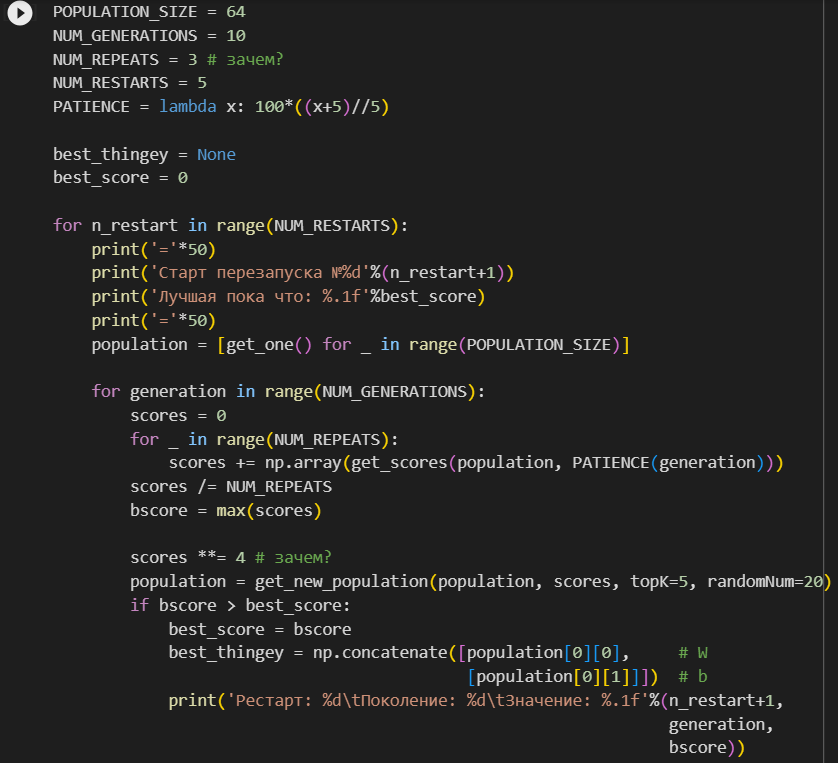 POPULATION_SIZE = 64
NUM_GENERATIONS = 10
NUM_REPEATS = 3 # зачем?
NUM_RESTARTS = 5
PATIENCE = lambda x: 100*((x+5)//5)
best_thingey = None
best_score = 0
for n_restart in range(NUM_RESTARTS):
    print('='*50)
    print('Старт перезапуска №%d'%(n_restart+1))
    print('Лучшая пока что: %.1f'%best_score)
    print('='*50)
    population = [get_one() for _ in range(POPULATION_SIZE)]
    for generation in range(NUM_GENERATIONS):
        scores = 0
        for _ in range(NUM_REPEATS):
            scores += np.array(get_scores(population, PATIENCE(generation)))
        scores /= NUM_REPEATS
        bscore = max(scores)
        scores **= 4 # зачем?
        population = get_new_population(population, scores, topK=5, randomNum=20)
        if bscore > best_score:
            best_score = bscore
            best_thingey = np.concatenate([population[0][0],     # W
                                           [population[0][1]]])  # b
            print('Рестарт: %d\tПоколение: %d\tЗначение: %.1f'%(n_restart+1,
                                                                generation,
                                                                bscore))